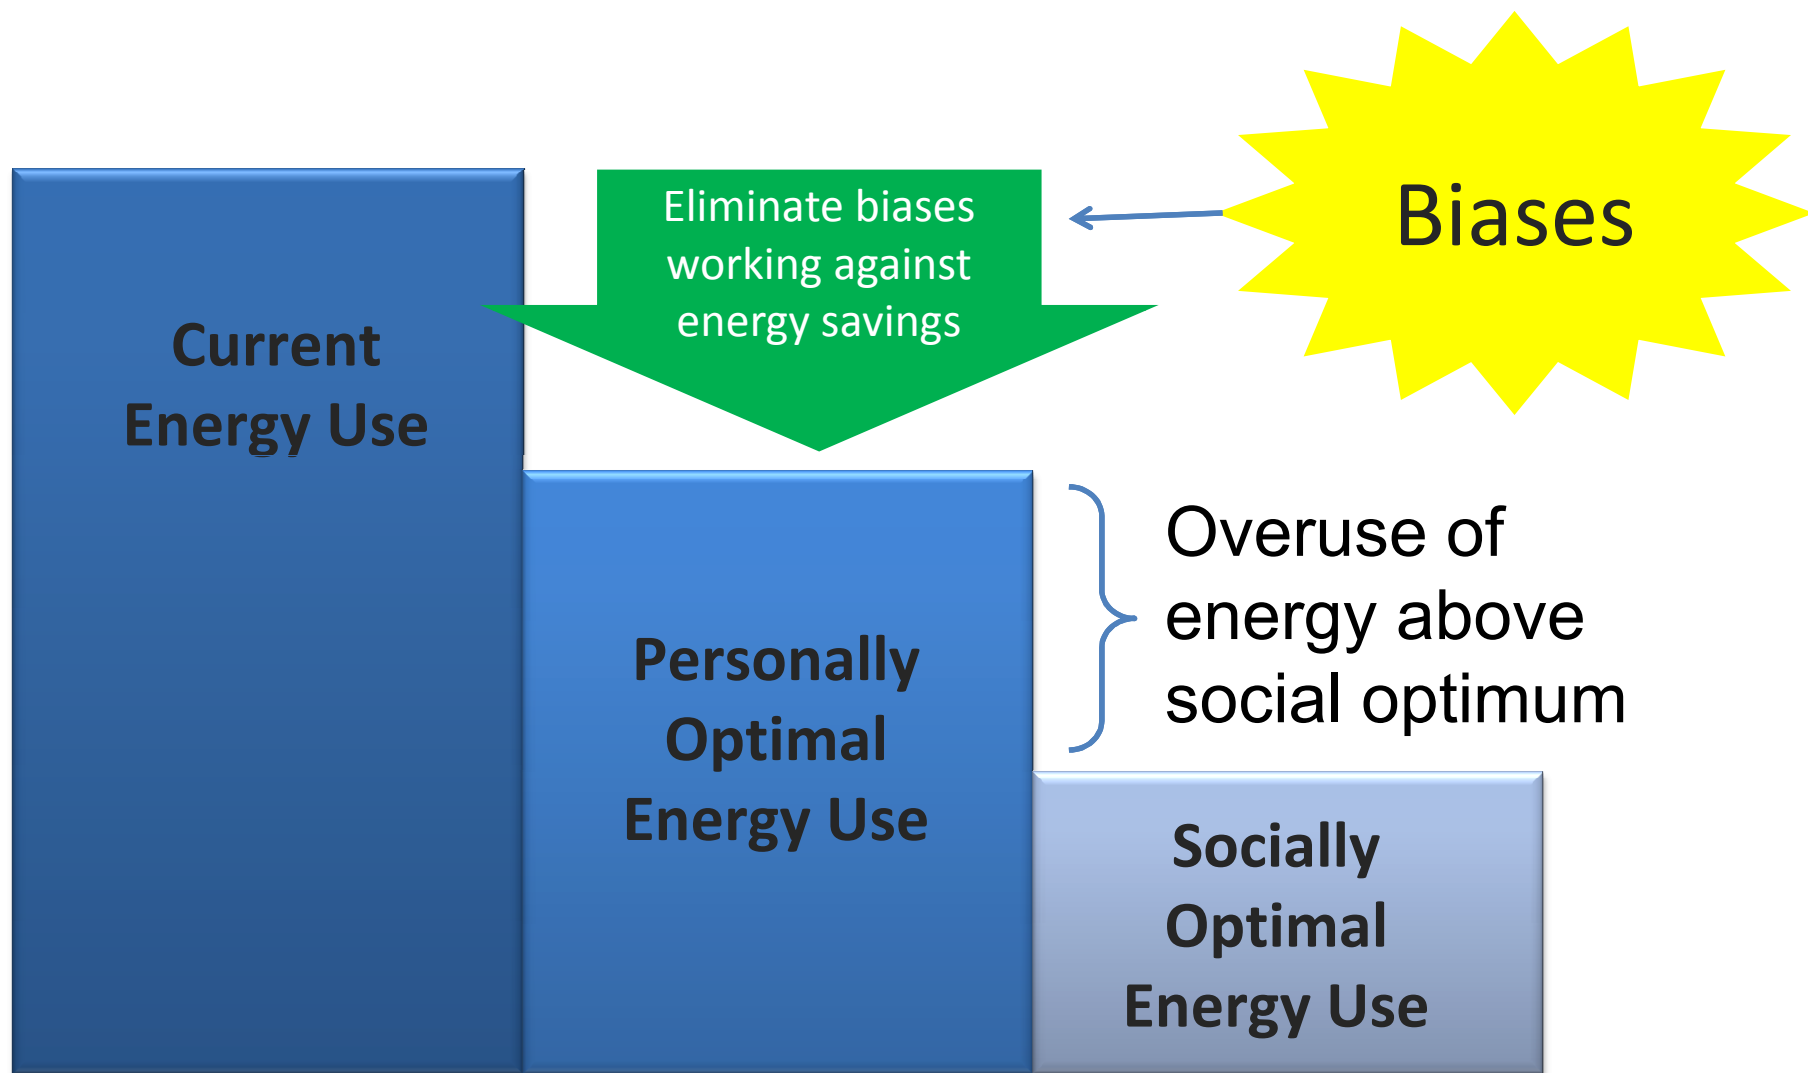 Eliminate biases
working against
energy savings
Biases
Current
Energy Use
Overuse of
energy above
social optimum
Personally
Optimal
Energy Use
Socially
Optimal
Energy Use